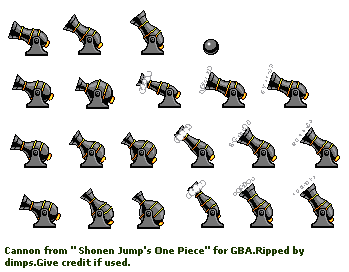 Cannon from " Shonen Jump's One Piece" for GBA.Ripped by
dimps.Give credit if used.